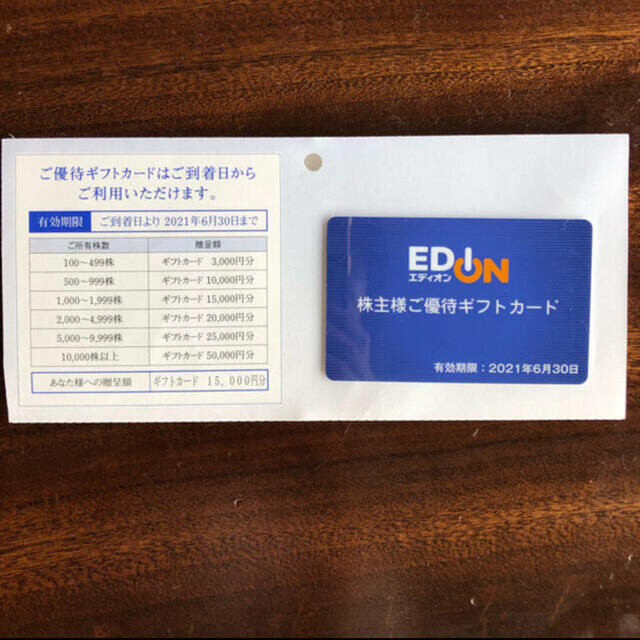 ご優待ギフトカードはご到着日から
ご利用いただけます。
有効期限 ご到着日より 2021年6月30日まで
ご所有株数 贈呈額
100～499株 ギフトカード 3,000円分
500～999株 ギフトカード 10,000円分
1,000～1,999株 ギフトカード 15,000円分
2,000～4,999株 ギフトカード 20,000円分
5,000～9,999株 ギフトカード 25,000円分
10,000株以上 ギフトカード 50,000円分
あなた様への贈呈額 ギフトカード 15,000円分
EDION
エディオン
株主様ご優待ギフトカード
有効期限：2021年6月30日